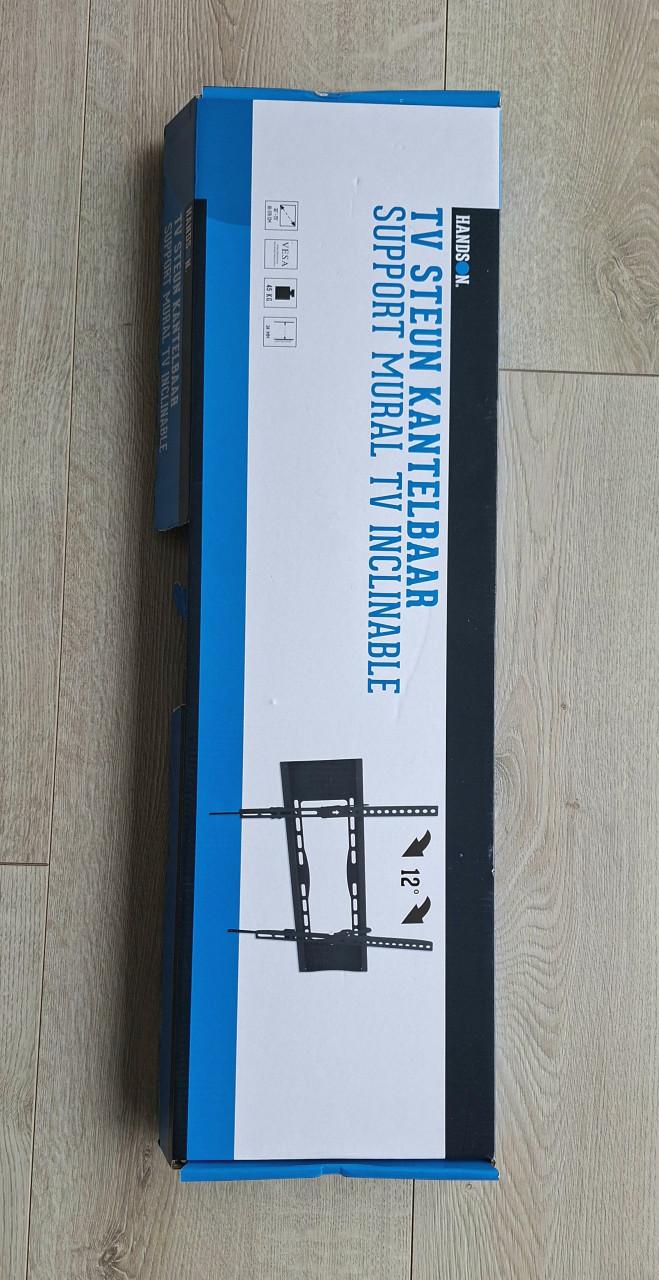 HANDSON.
TV STEUN KANTELBAAR
SUPPORT MURAL TV INCLINABLE
VESA
45 KG
12°
HANDSON.
TV STEUN KANTELBAAR
SUPPORT MURAL TV INCLINABLE